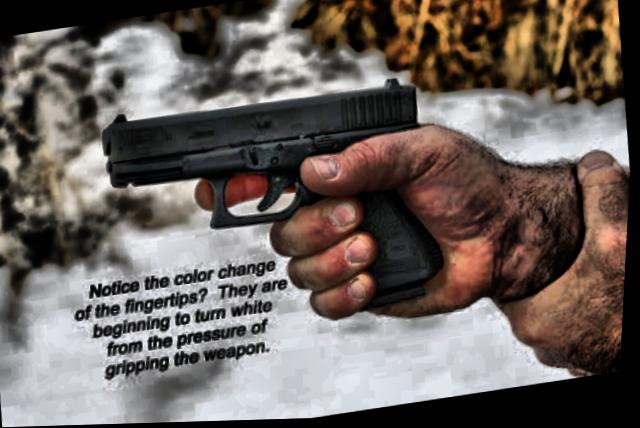 Notice the color change
of the fingertips? They are
beginning to turn white
from the pressure of
gripping the weapon.